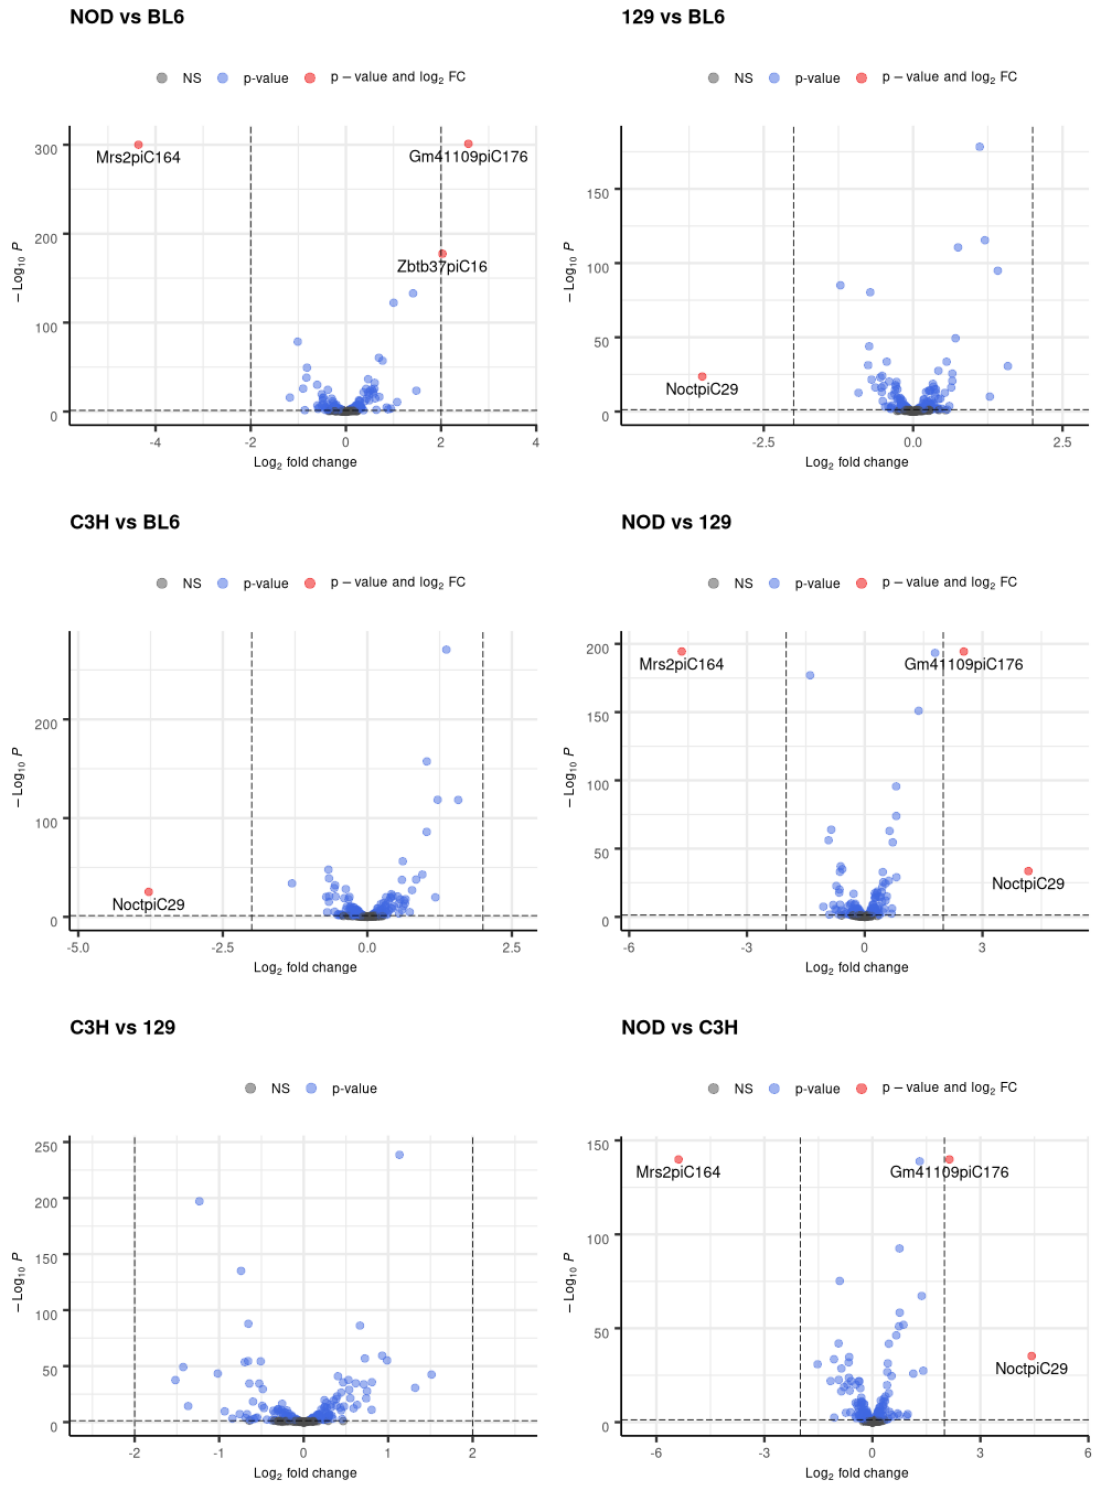 NOD vs BL6
NS p-value p – value and log₂ FC
300
200
100
0
– Log₁₀ P
Mrs2piC164
Gm41109piC176
Zbtb37piC16
-4 -2 0 2 4
Log₂ fold change
129 vs BL6
NS p-value p – value and log₂ FC
150
100
50
0
– Log₁₀ P
NoctpiC29
-2.5 0.0 2.5
Log₂ fold change
C3H vs BL6
NS p-value p – value and log₂ FC
200
100
0
– Log₁₀ P
NoctpiC29
-5.0 -2.5 0.0 2.5
Log₂ fold change
NOD vs 129
NS p-value p – value and log₂ FC
200
150
100
50
0
– Log₁₀ P
Mrs2piC164
Gm41109piC176
NoctpiC29
-6 -3 0 3
Log₂ fold change
C3H vs 129
NS p-value
250
200
150
100
50
0
– Log₁₀ P
-2 -1 0 1 2
Log₂ fold change
NOD vs C3H
NS p-value p – value and log₂ FC
150
100
50
0
– Log₁₀ P
Mrs2piC164
Gm41109piC176
NoctpiC29
-6 -3 0 3 6
Log₂ fold change